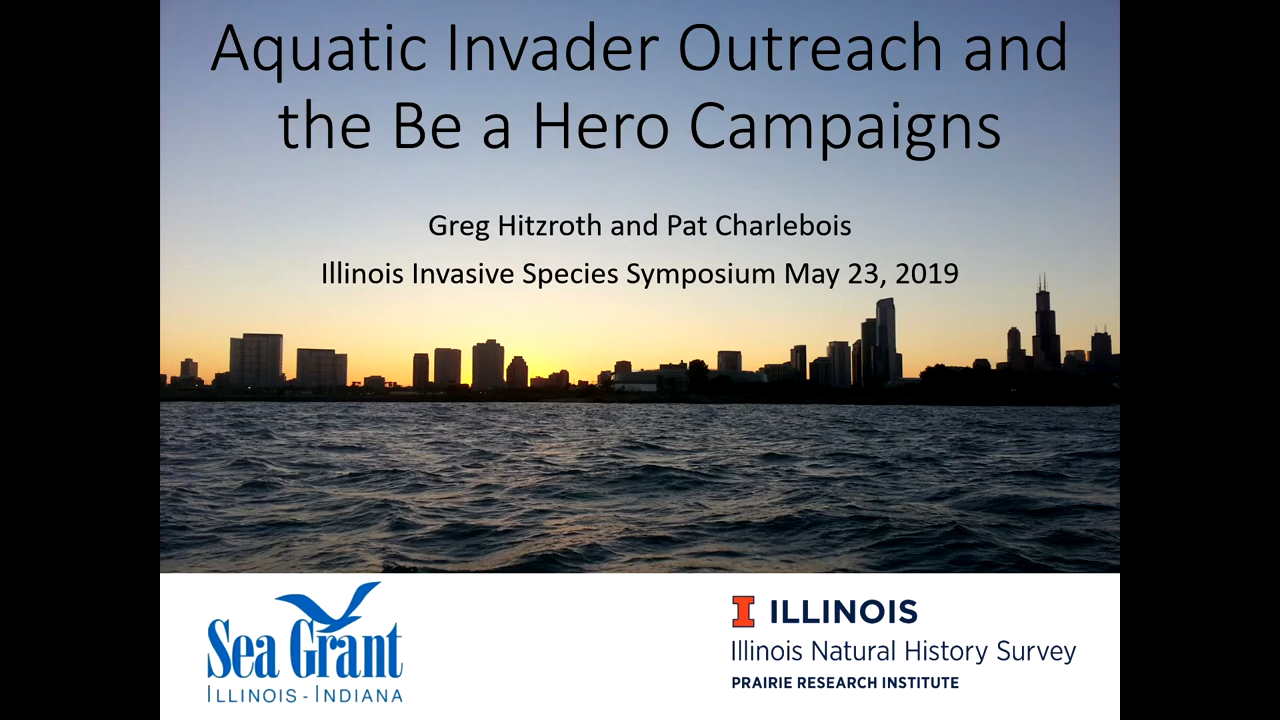 Aquatic Invader Outreach and
the Be a Hero Campaigns
Greg Hitzroth and Pat Charlebois
Illinois Invasive Species Symposium May 23, 2019
Sea Grant
ILLINOIS - INDIANA
I ILLINOIS
Illinois Natural History Survey
PRAIRIE RESEARCH INSTITUTE